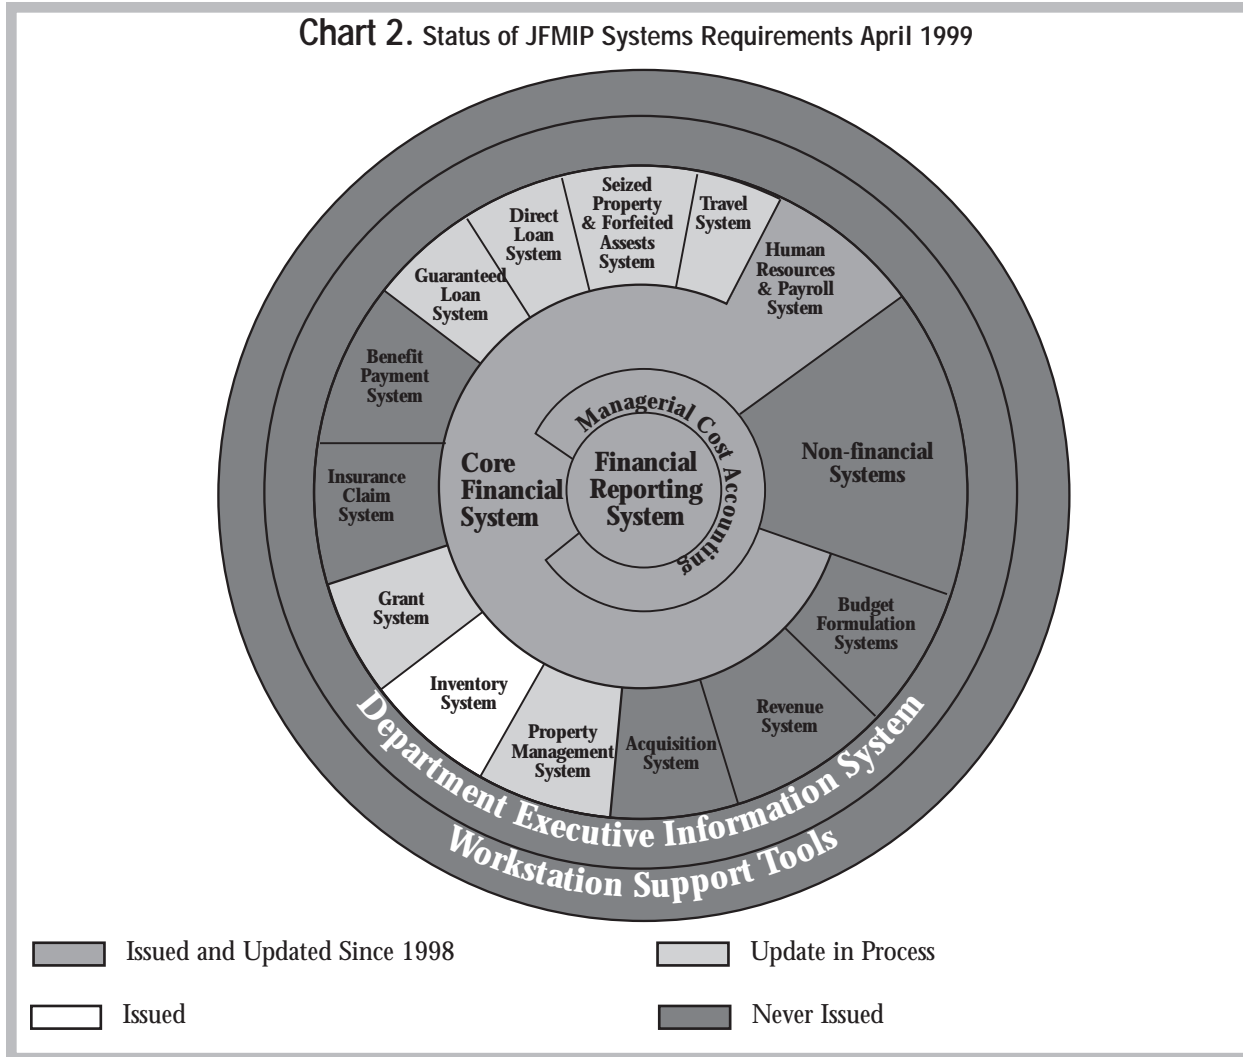 Chart 2. Status of JFMIP Systems Requirements April 1999
Seized
Property
& Forfeited
Assests
System
Travel
System
Direct
Loan
System
Human
Resources
& Payroll
System
Guaranteed
Loan
System
Benefit
Payment
System
Managerial Cost Accounting
Core
Financial
System
Financial
Reporting
System
Non-financial
Systems
Insurance
Claim
System
Grant
System
Budget
Formulation
Systems
Inventory
System
Revenue
System
Property
Management
System
Acquisition
System
Department Executive Information System
Workstation Support Tools
Issued and Updated Since 1998
Update in Process
Issued
Never Issued